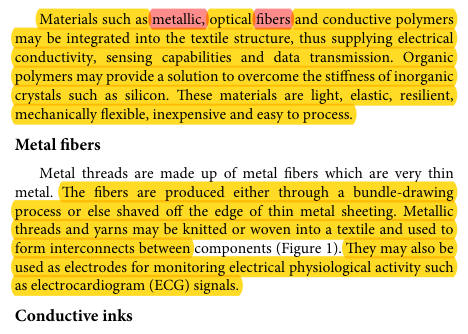 Materials such as metallic, optical fibers and conductive polymers
may be integrated into the textile structure, thus supplying electrical
conductivity, sensing capabilities and data transmission. Organic
polymers may provide a solution to overcome the stiffness of inorganic
crystals such as silicon. These materials are light, elastic, resilient,
mechanically flexible, inexpensive and easy to process.
Metal fibers
Metal threads are made up of metal fibers which are very thin
metal. The fibers are produced either through a bundle-drawing
process or else shaved off the edge of thin metal sheeting. Metallic
threads and yarns may be knitted or woven into a textile and used to
form interconnects between components (Figure 1). They may also be
used as electrodes for monitoring electrical physiological activity such
as electrocardiogram (ECG) signals.
Conductive inks